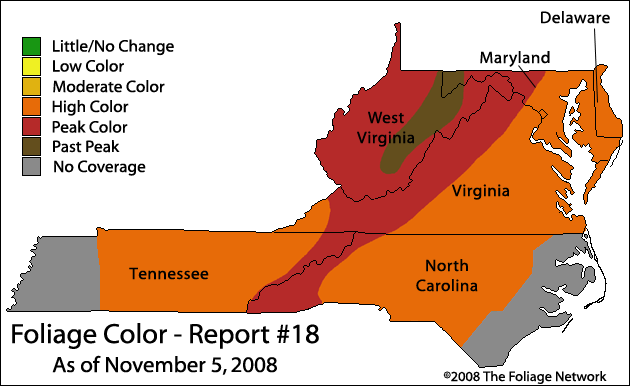 Delaware
Maryland
Little/No Change
Low Color
Moderate Color
High Color
Peak Color
Past Peak
No Coverage
West
Virginia
Virginia
Tennessee
North
Carolina
Foliage Color - Report #18
As of November 5, 2008
©2008 The Foliage Network